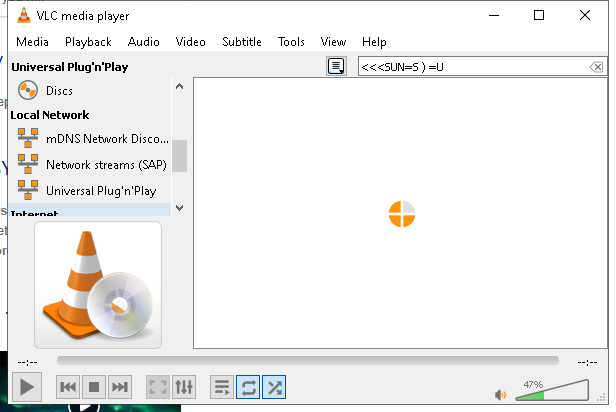 VLC media player
Media Playback Audio Video Subtitle Tools View Help
Universal Plug'n'Play
<<<SUN=S ) =U
Discs
Local Network
mDNS Network Disco...
Network streams (SAP)
Universal Plug'n'Play
Internet
--:--
--:--
47%